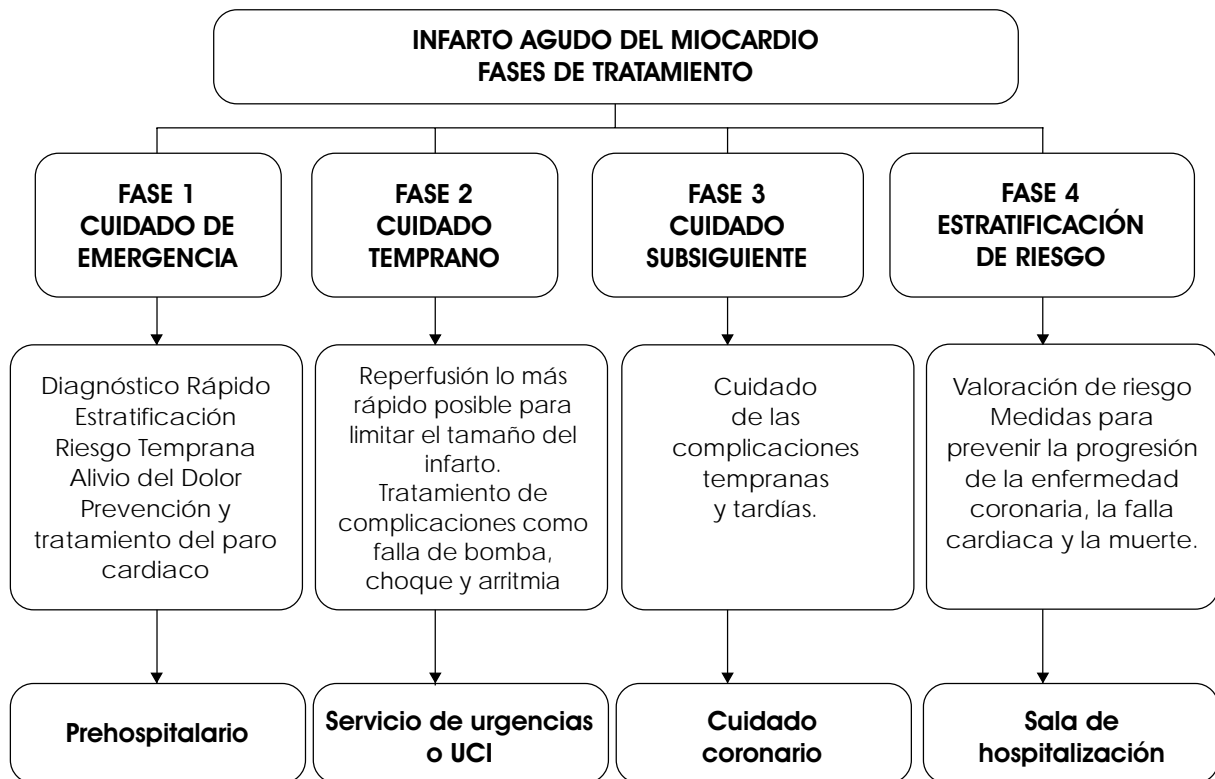 INFARTO AGUDO DEL MIOCARDIO
FASES DE TRATAMIENTO
FASE 1
CUIDADO DE
EMERGENCIA
FASE 2
CUIDADO
TEMPRANO
FASE 3
CUIDADO
SUBSIGUIENTE
FASE 4
ESTRATIFICACIÓN
DE RIESGO
Diagnóstico Rápido
Estratificación
Riesgo Temprana
Alivio del Dolor
Prevención y
tratamiento del paro
cardiaco
Reperfusión lo más
rápido posible para
limitar el tamaño del
infarto.
Tratamiento de
complicaciones como
falla de bomba,
choque y arritmia
Cuidado
de las
complicaciones
tempranas
y tardías.
Valoración de riesgo
Medidas para
prevenir la progresión
de la enfermedad
coronaria, la falla
cardiaca y la muerte.
Prehospitalario
Servicio de urgencias
o UCI
Cuidado
coronario
Sala de
hospitalización